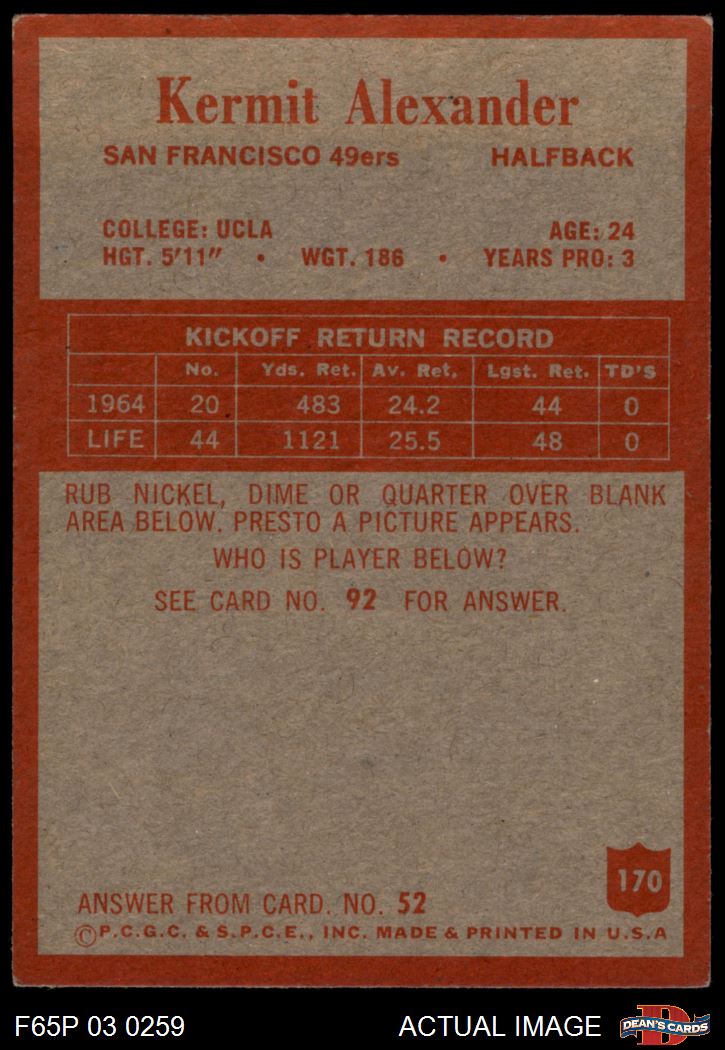 Kermit Alexander
SAN FRANCISCO 49ers HALFBACK
COLLEGE: UCLA AGE: 24
HGT. 5'11" • WGT. 186 • YEARS PRO: 3
KICKOFF RETURN RECORD
No. Yds. Ret. Av. Ret. Lgst. Ret. TD'S
1964 20 483 24.2 44 0
LIFE 44 1121 25.5 48 0
RUB NICKEL, DIME OR QUARTER OVER BLANK
AREA BELOW. PRESTO A PICTURE APPEARS.
WHO IS PLAYER BELOW?
SEE CARD NO. 92 FOR ANSWER.
170
ANSWER FROM CARD. NO. 52
©P.C.G.C. & S.P.C.E., INC. MADE & PRINTED IN U.S.A
F65P 03 0259 ACTUAL IMAGE D DEAN'S CARDS